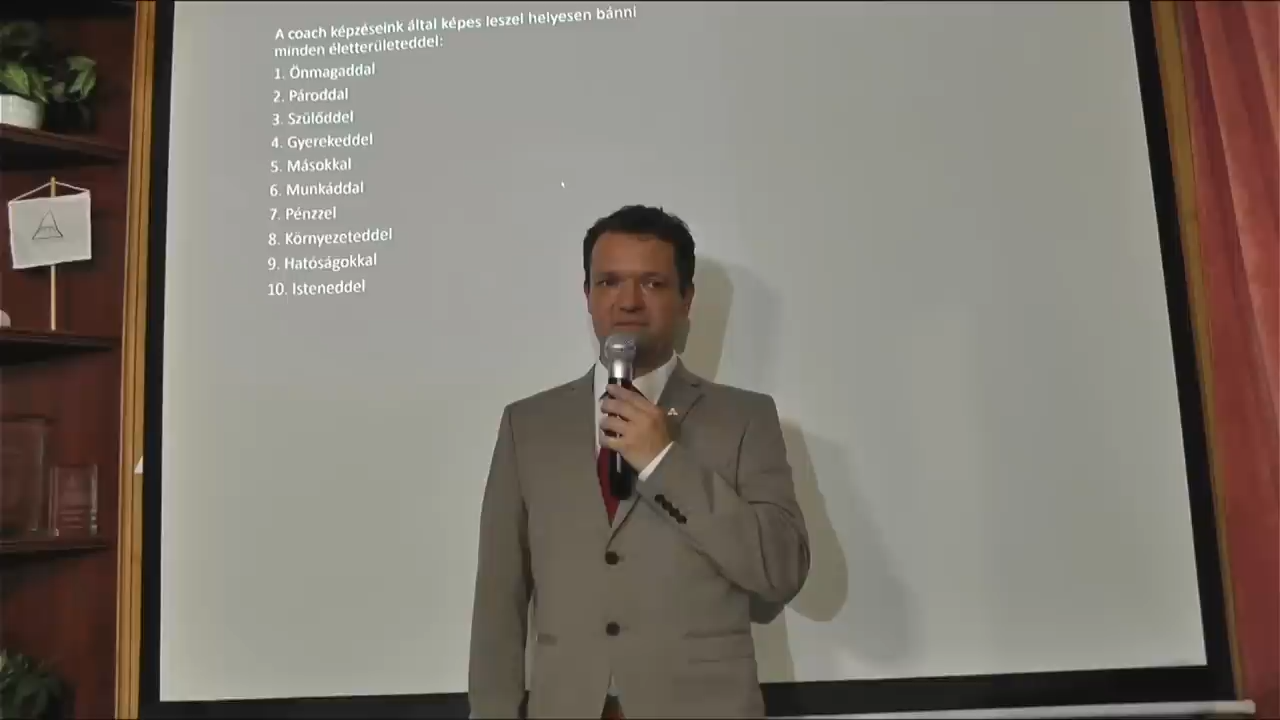 A coach képzéseink által képes leszel helyesen bánni
minden életterületeddel:
1. Önmagaddal
2. Pároddal
3. Szülőddel
4. Gyerekeddel
5. Másokkal
6. Munkáddal
7. Pénzzel
8. Környezeteddel
9. Hatóságokkal
10. Isteneddel